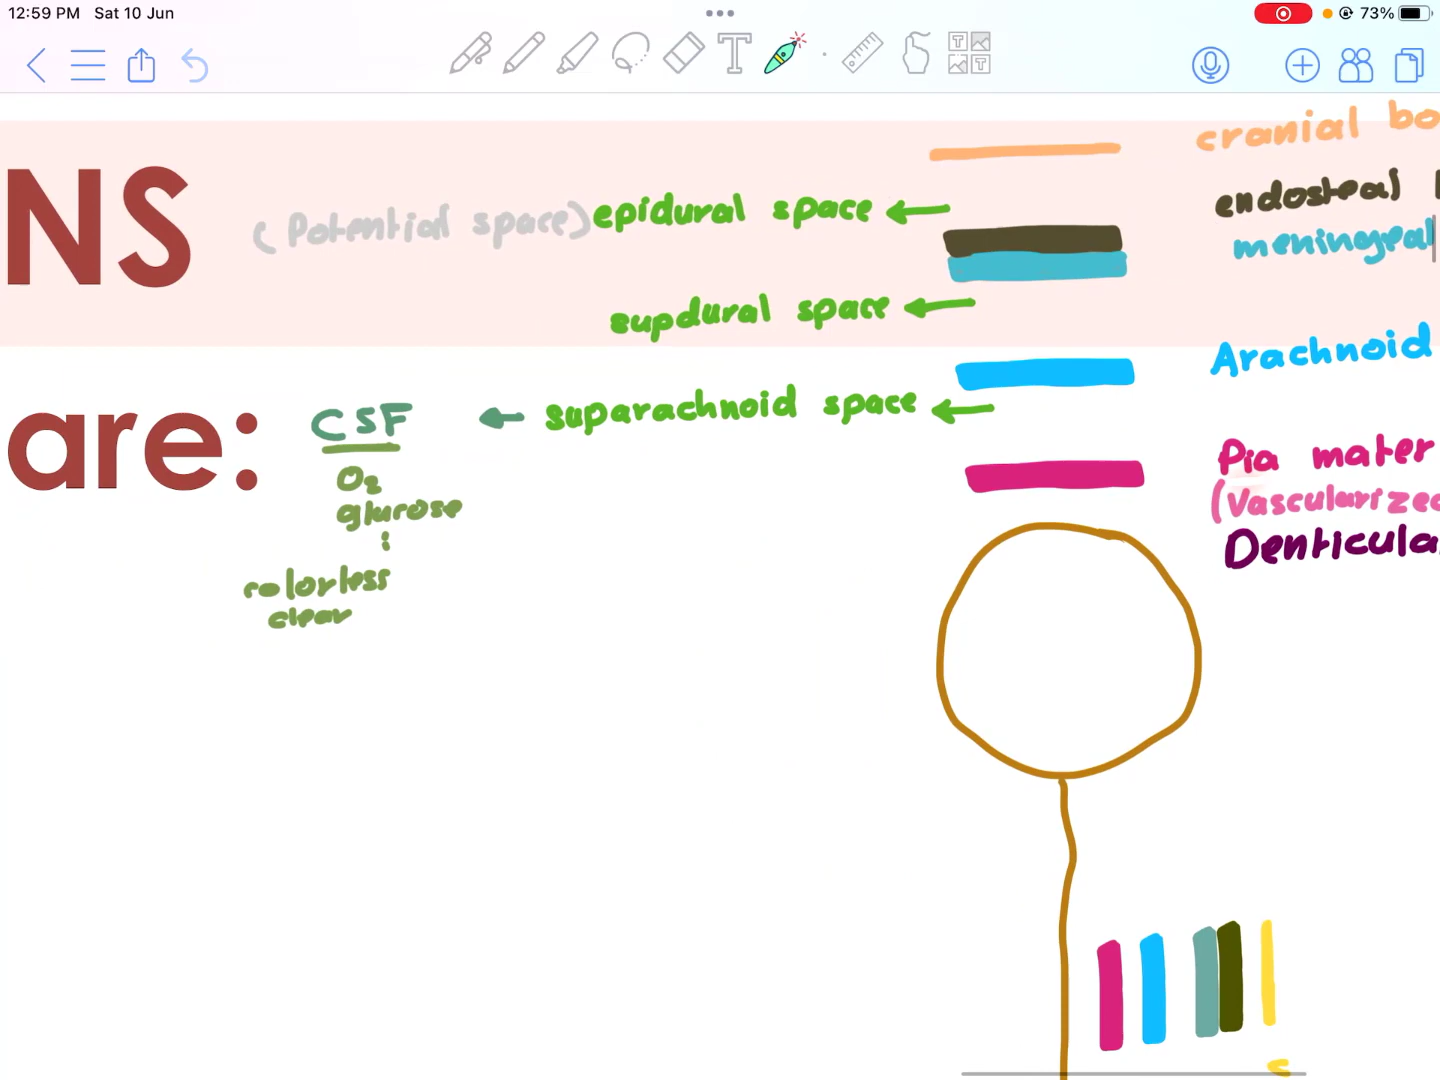 12:59 PM Sat 10 Jun
73%
cranial bo
NS
(Potential space) epidural space ←
endosteal
meningeal
supdural space ←
Arachnoid
are:
CSF ← suparachnoid space ←
Pia mater
O2
(Vascularized
glucose
Denticula
:
colorless
clear